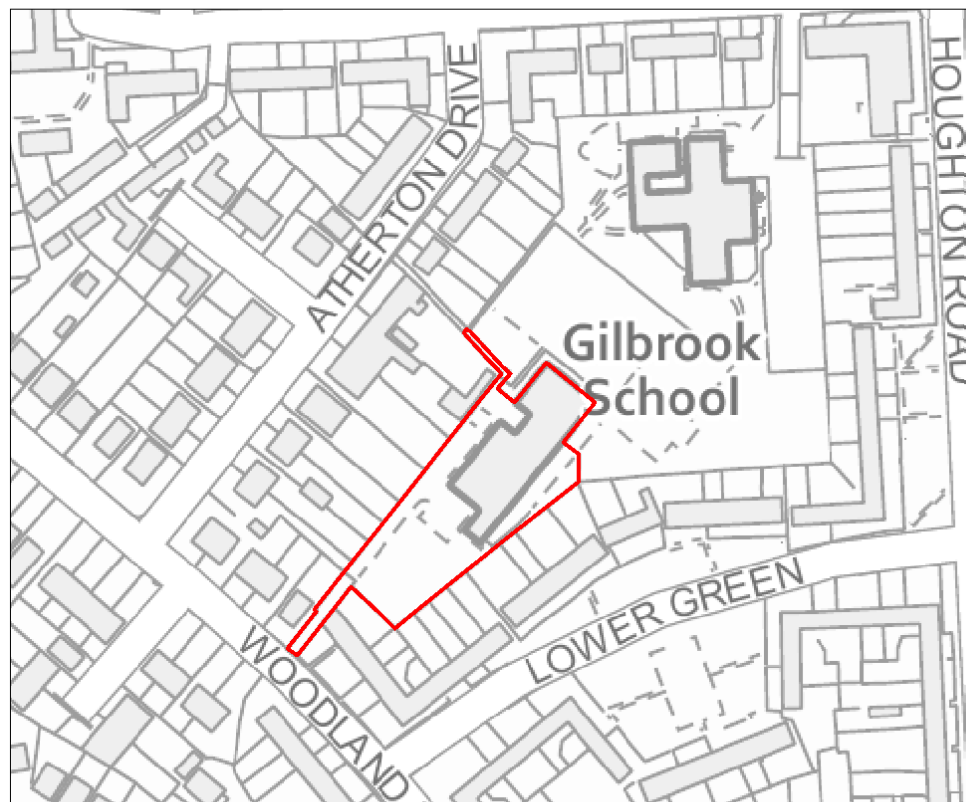 ATHERTON DRIVE
HOUGHTON ROAD
Gilbrook
School
LOWER GREEN
WOODLAND